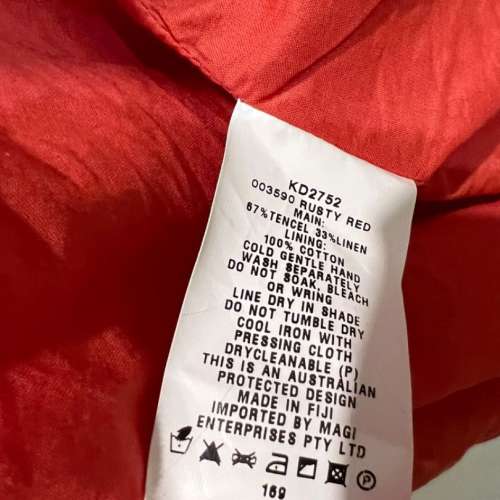 KD2752
003590 RUSTY RED
MAIN:
67%TENCEL 33%LINEN
LINING:
100% COTTON
COLD GENTLE HAND
WASH SEPARATELY
DO NOT SOAK, BLEACH
OR WRING
LINE DRY IN SHADE
DO NOT TUMBLE DRY
COOL IRON WITH
PRESSING CLOTH
DRYCLEANABLE (P)
THIS IS AN AUSTRALIAN
PROTECTED DESIGN
MADE IN FIJI
IMPORTED BY MAGI
ENTERPRISES PTY LTD
P
169